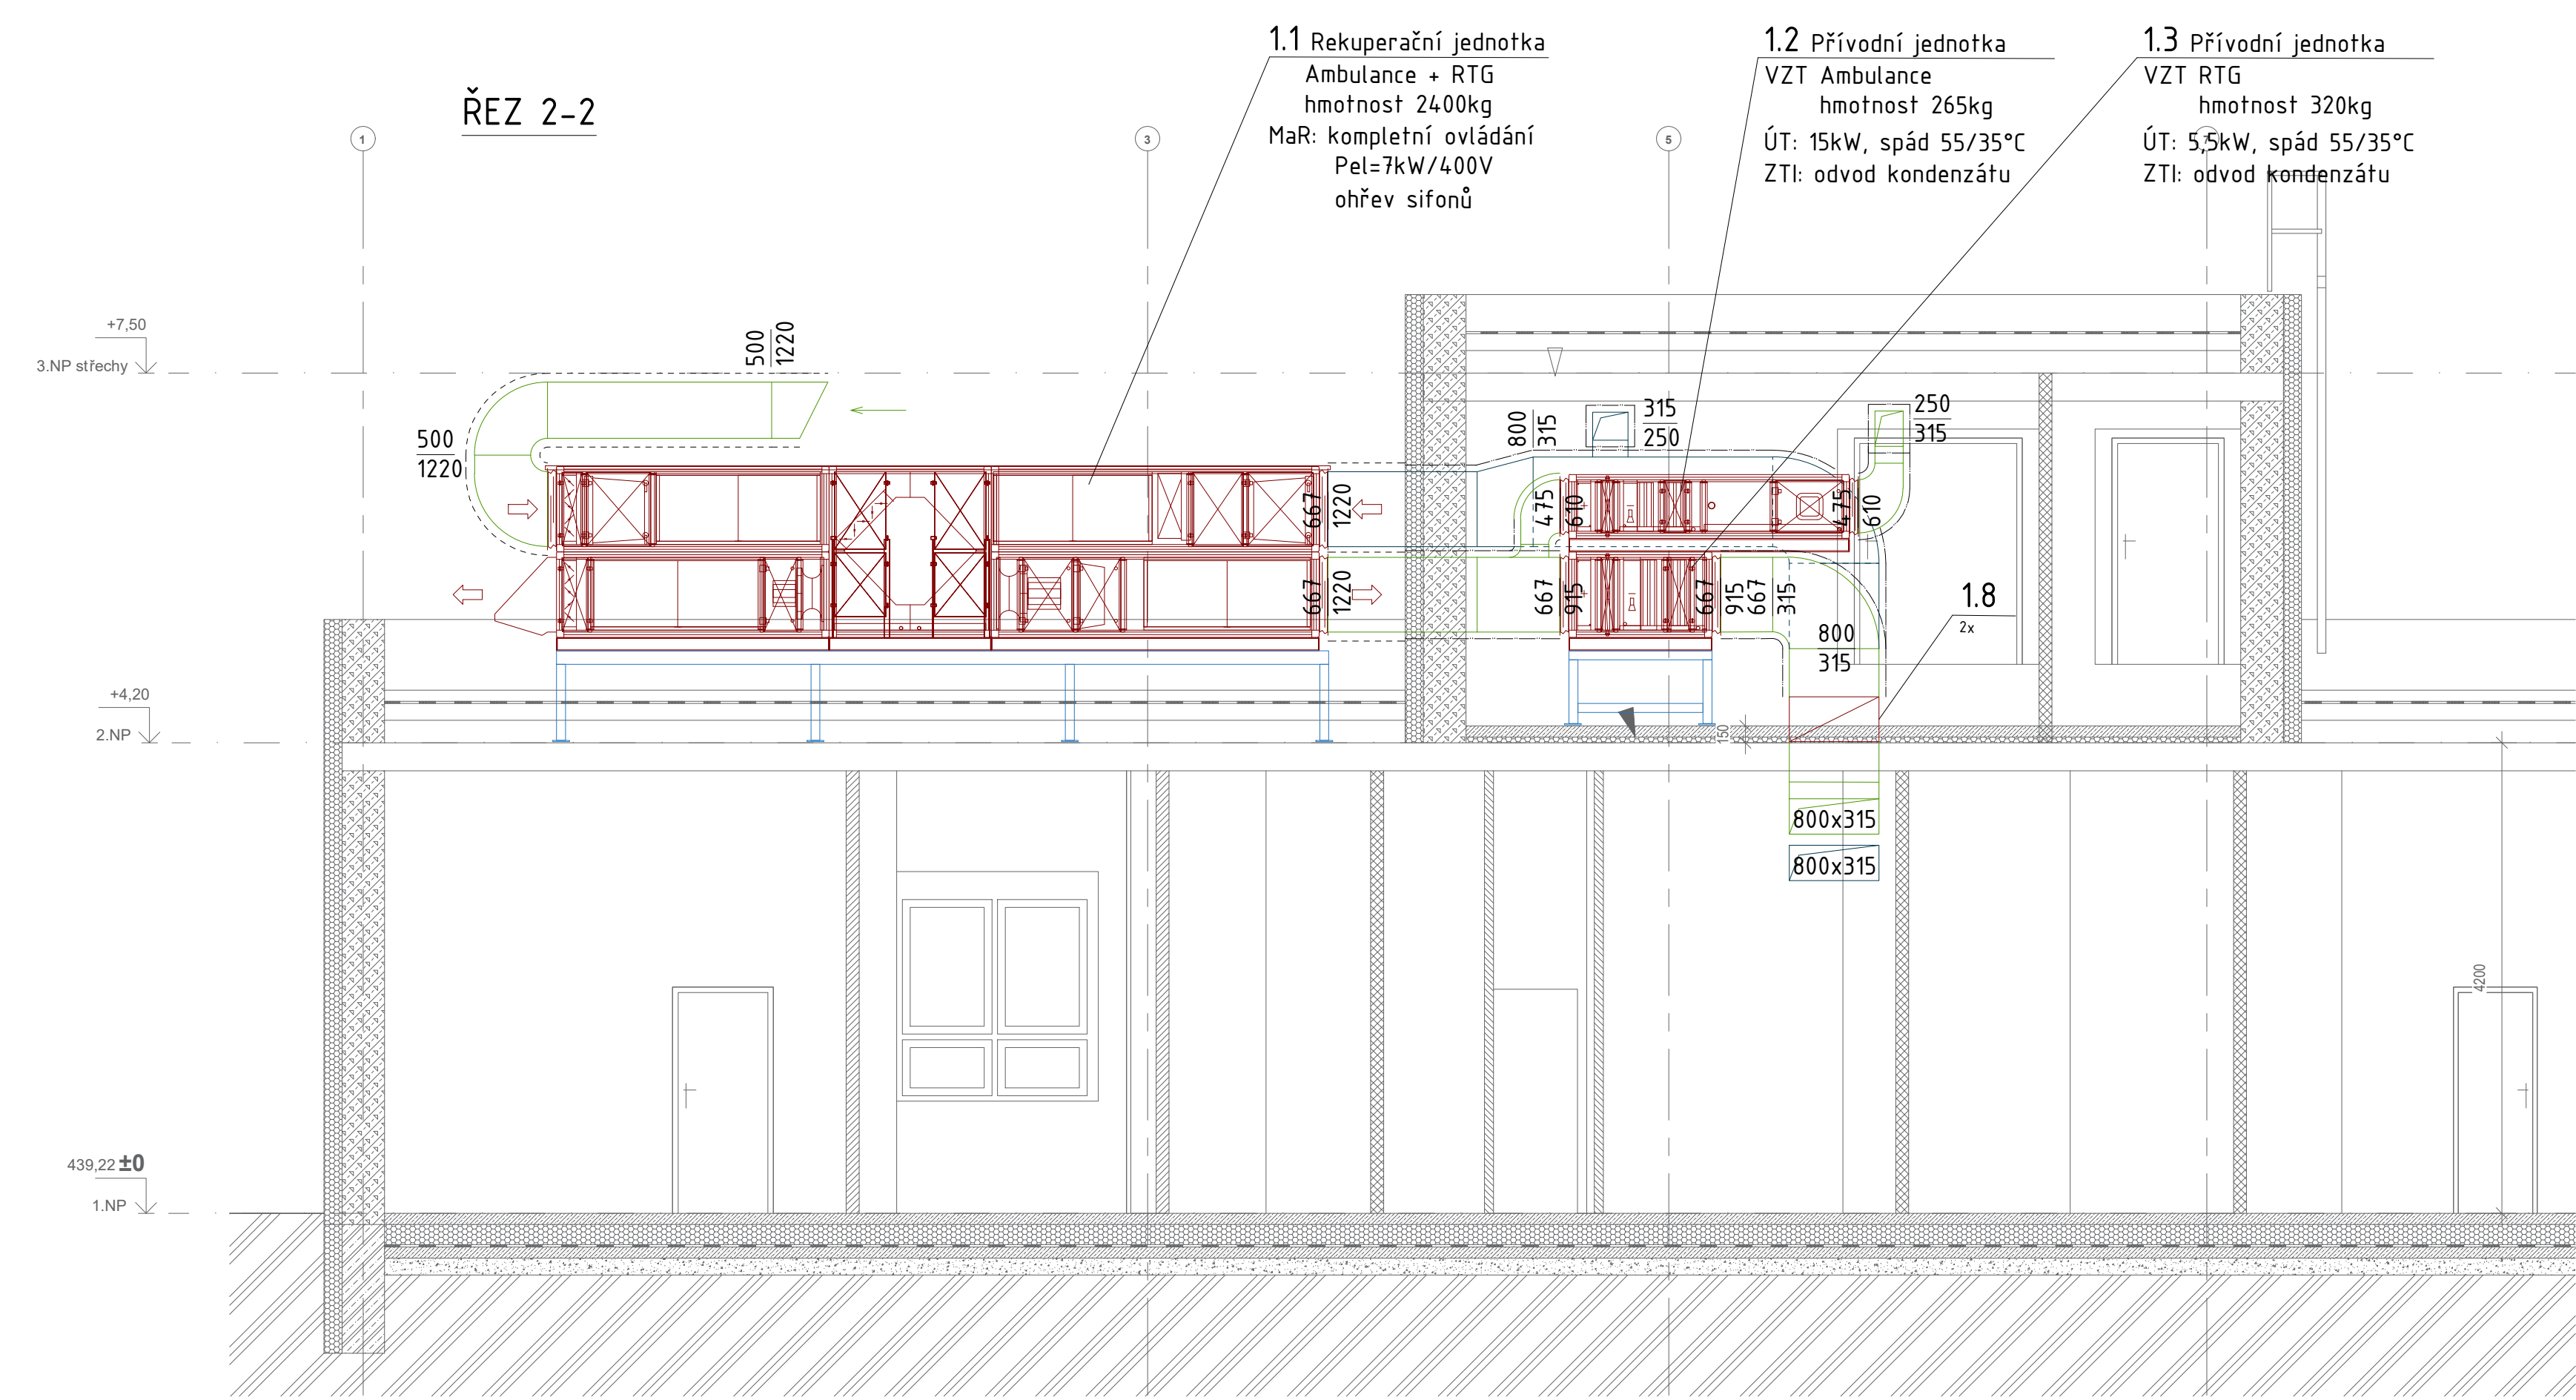 1.1 Rekuperační jednotka
Ambulance + RTG
hmotnost 2400kg
MaR: kompletní ovládání
Pel=7kW/400V
ohřev sifonů
1.2 Přívodní jednotka
VZT Ambulance
hmotnost 265kg
ÚT: 15kW, spád 55/35°C
ZTI: odvod kondenzátu
1.3 Přívodní jednotka
VZT RTG
hmotnost 320kg
ÚT: 5,5kW, spád 55/35°C
ZTI: odvod kondenzátu
ŘEZ 2-2
1
3
5
7
+7,50
3.NP střechy
500
1220
500
1220
800
315
315
250
250
315
667
1220
475
610
475
610
667
1220
667
915
667
915
667
315
800
315
1.8
2x
+4,20
2.NP
150
800x315
800x315
4200
439,22 ±0
1.NP